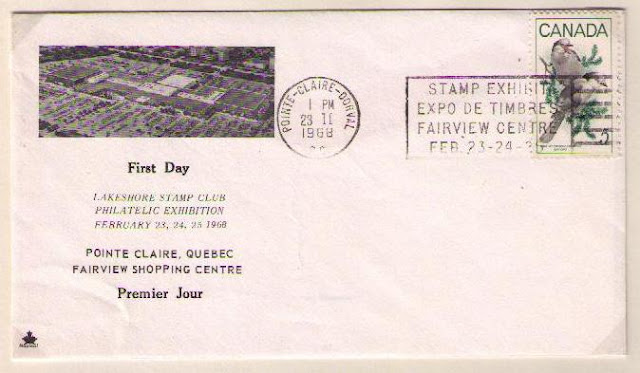 CANADA
5
POINTE-CLAIRE-DORVAL
1 PM
23 II
1968
STAMP EXHIBIT
EXPO DE TIMBRES
FAIRVIEW CENTRE
FEB. 23-24-
First Day
LAKESHORE STAMP CLUB
PHILATELIC EXHIBITION
FEBRUARY 23, 24, 25 1968
POINTE CLAIRE, QUEBEC
FAIRVIEW SHOPPING CENTRE
Premier Jour